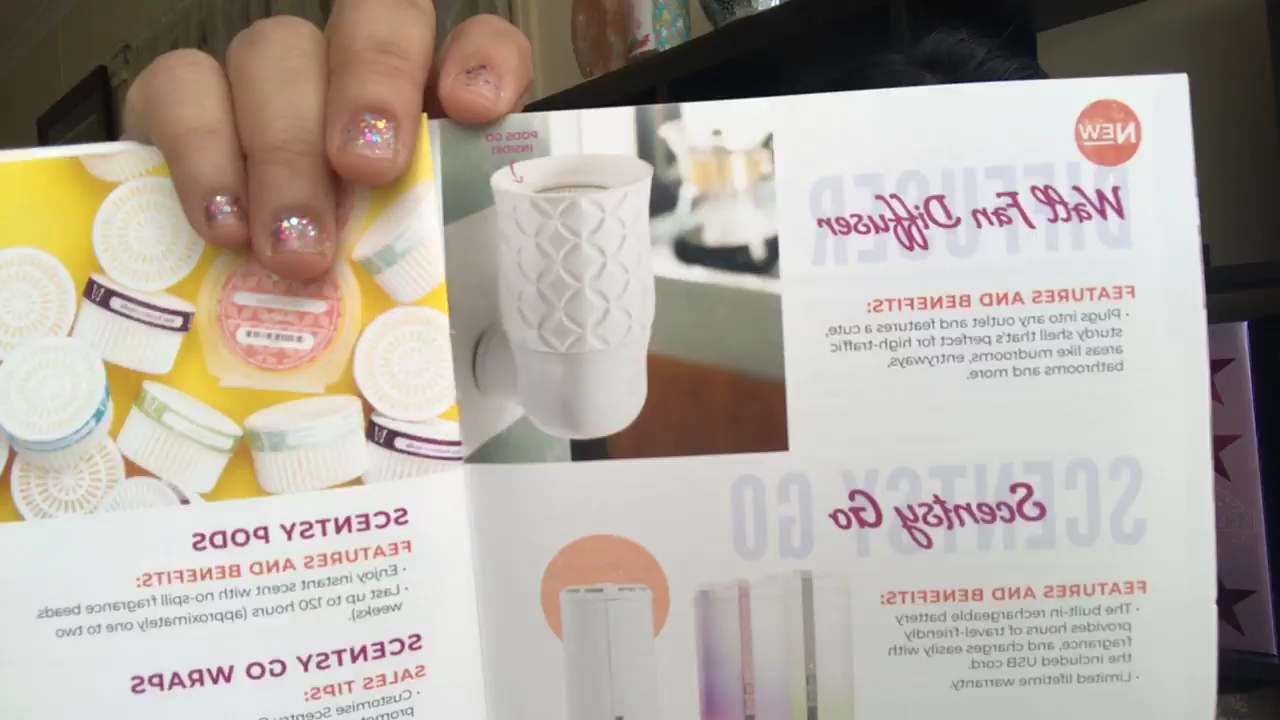 NEW
DIFFUSER
Wall Fan Diffuser
FEATURES AND BENEFITS:
• Plugs into any outlet and features a cute,
sturdy shell that's perfect for high-traffic
areas like mudrooms, entryways,
bathrooms and more.
PODS GO
INSIDE!
SCENTSY GO
Scentsy Go
FEATURES AND BENEFITS:
• The built-in rechargeable battery
provides hours of travel-friendly
fragrance, and charges easily with
the included USB cord.
• Limited lifetime warranty.
SCENTSY PODS
FEATURES AND BENEFITS:
• Enjoy instant scent with no-spill fragrance beads
• Last up to 120 hours (approximately one to two
weeks).
SCENTSY GO WRAPS
SALES TIPS:
• Customise Scentsy